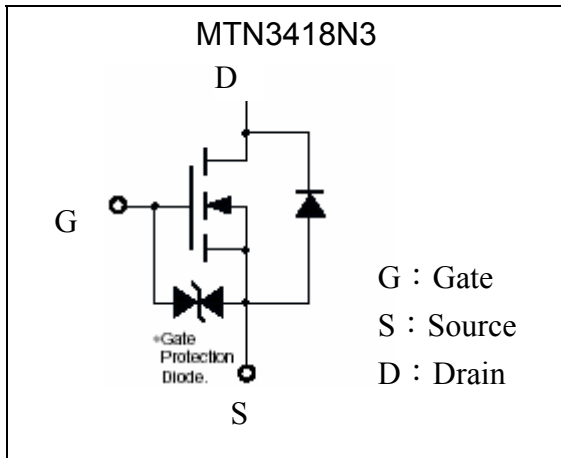 MTN3418N3
D
G
G：Gate
S：Source
*Gate
Protection
Diode.
D：Drain
S